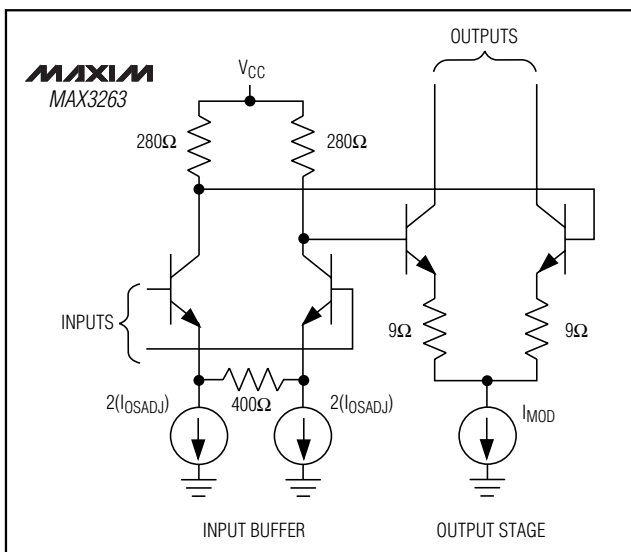 OUTPUTS
MAXIM
MAX3263
VCC
280Ω
280Ω
INPUTS
9Ω
9Ω
400Ω
2(IOSADJ)
2(IOSADJ)
IMOD
INPUT BUFFER
OUTPUT STAGE